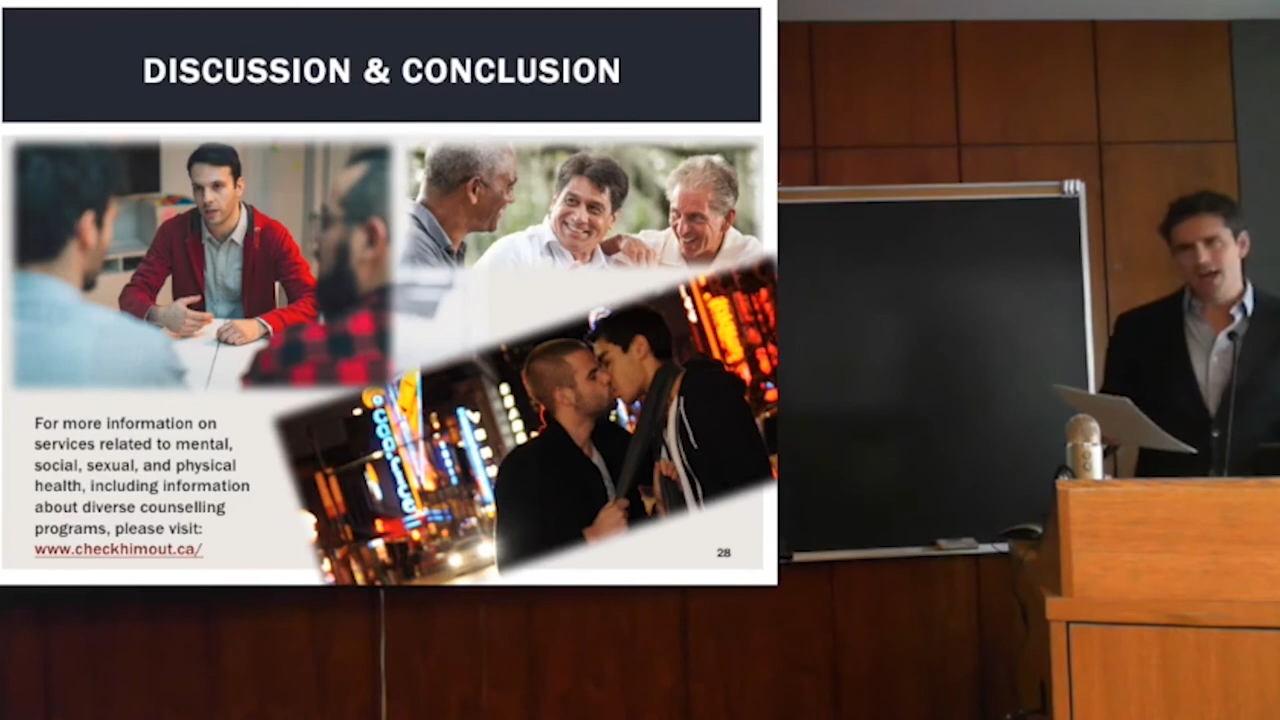 DISCUSSION & CONCLUSION
For more information on
services related to mental,
social, sexual, and physical
health, including information
about diverse counselling
programs, please visit:
www.checkhimout.ca/
28